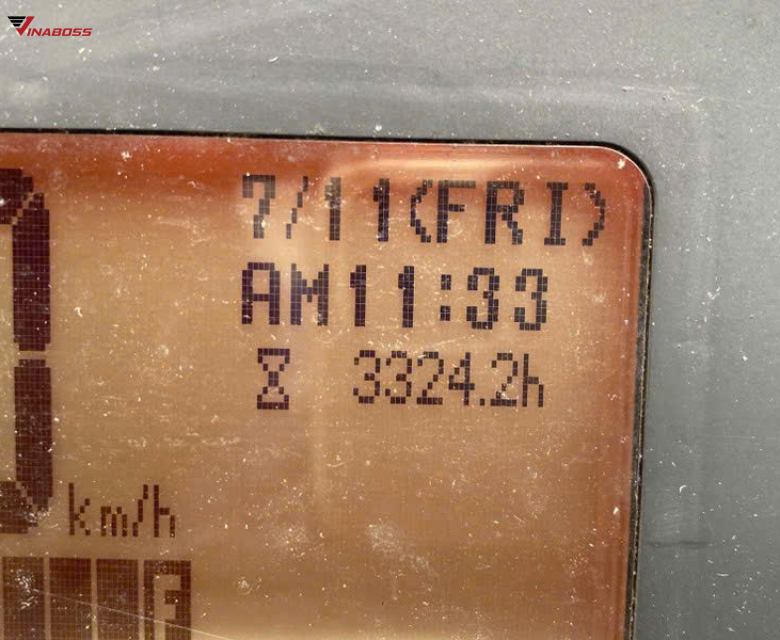 VINABOSS
7/11(FRI)
AM11:33
3324.2h
km/h
F